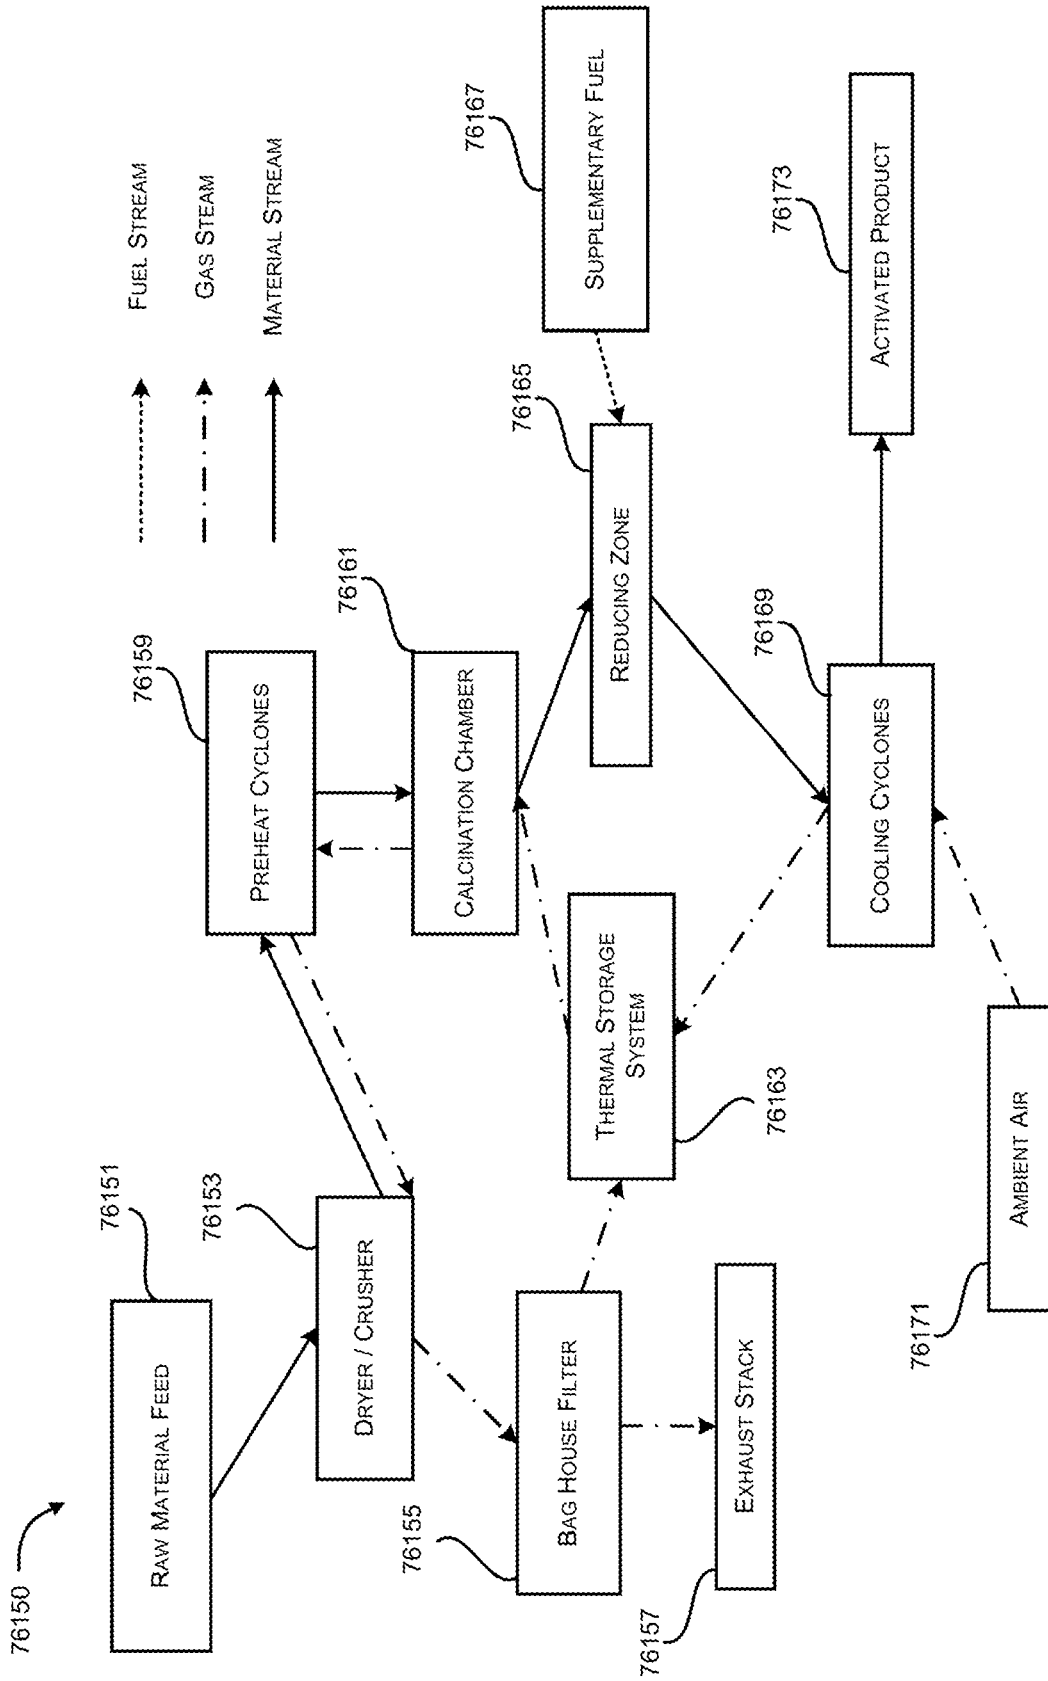 76150
RAW MATERIAL FEED
76151
DRYER / CRUSHER
76153
PREHEAT CYCLONES
76159
FUEL STREAM
GAS STEAM
MATERIAL STREAM
CALCINATION CHAMBER
76161
BAG HOUSE FILTER
76155
EXHAUST STACK
76157
THERMAL STORAGE
SYSTEM
76163
REDUCING ZONE
76165
SUPPLEMENTARY FUEL
76167
COOLING CYCLONES
76169
AMBIENT AIR
76171
ACTIVATED PRODUCT
76173